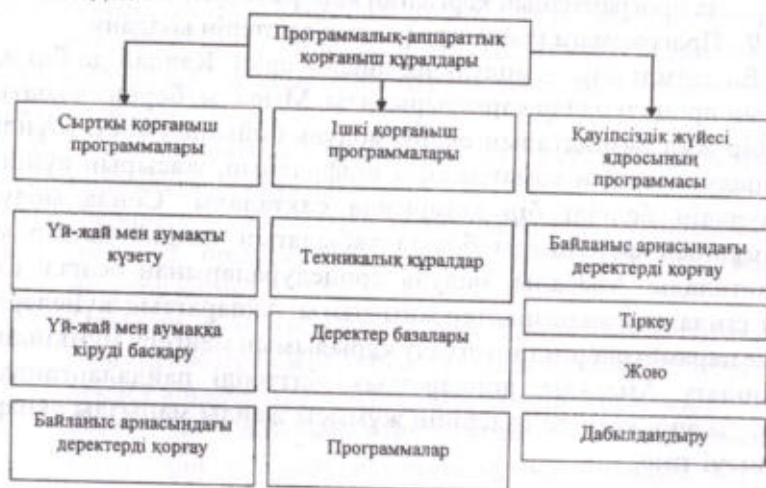 Программалық-аппараттық
қорғаныш құралдары
Сыртқы қорғаныш
программалары
Ішкі қорғаныш
программалары
Қауіпсіздік жүйесі
ядросының
программасы
Үй-жай мен аумақты
күзету
Техникалық құралдар
Байланыс арнасындағы
деректерді қорғау
Үй-жай мен аумаққа
кіруді басқару
Деректер базалары
Тіркеу
Жою
Байланыс арнасындағы
деректерді қорғау
Программалар
Дабылдандыру